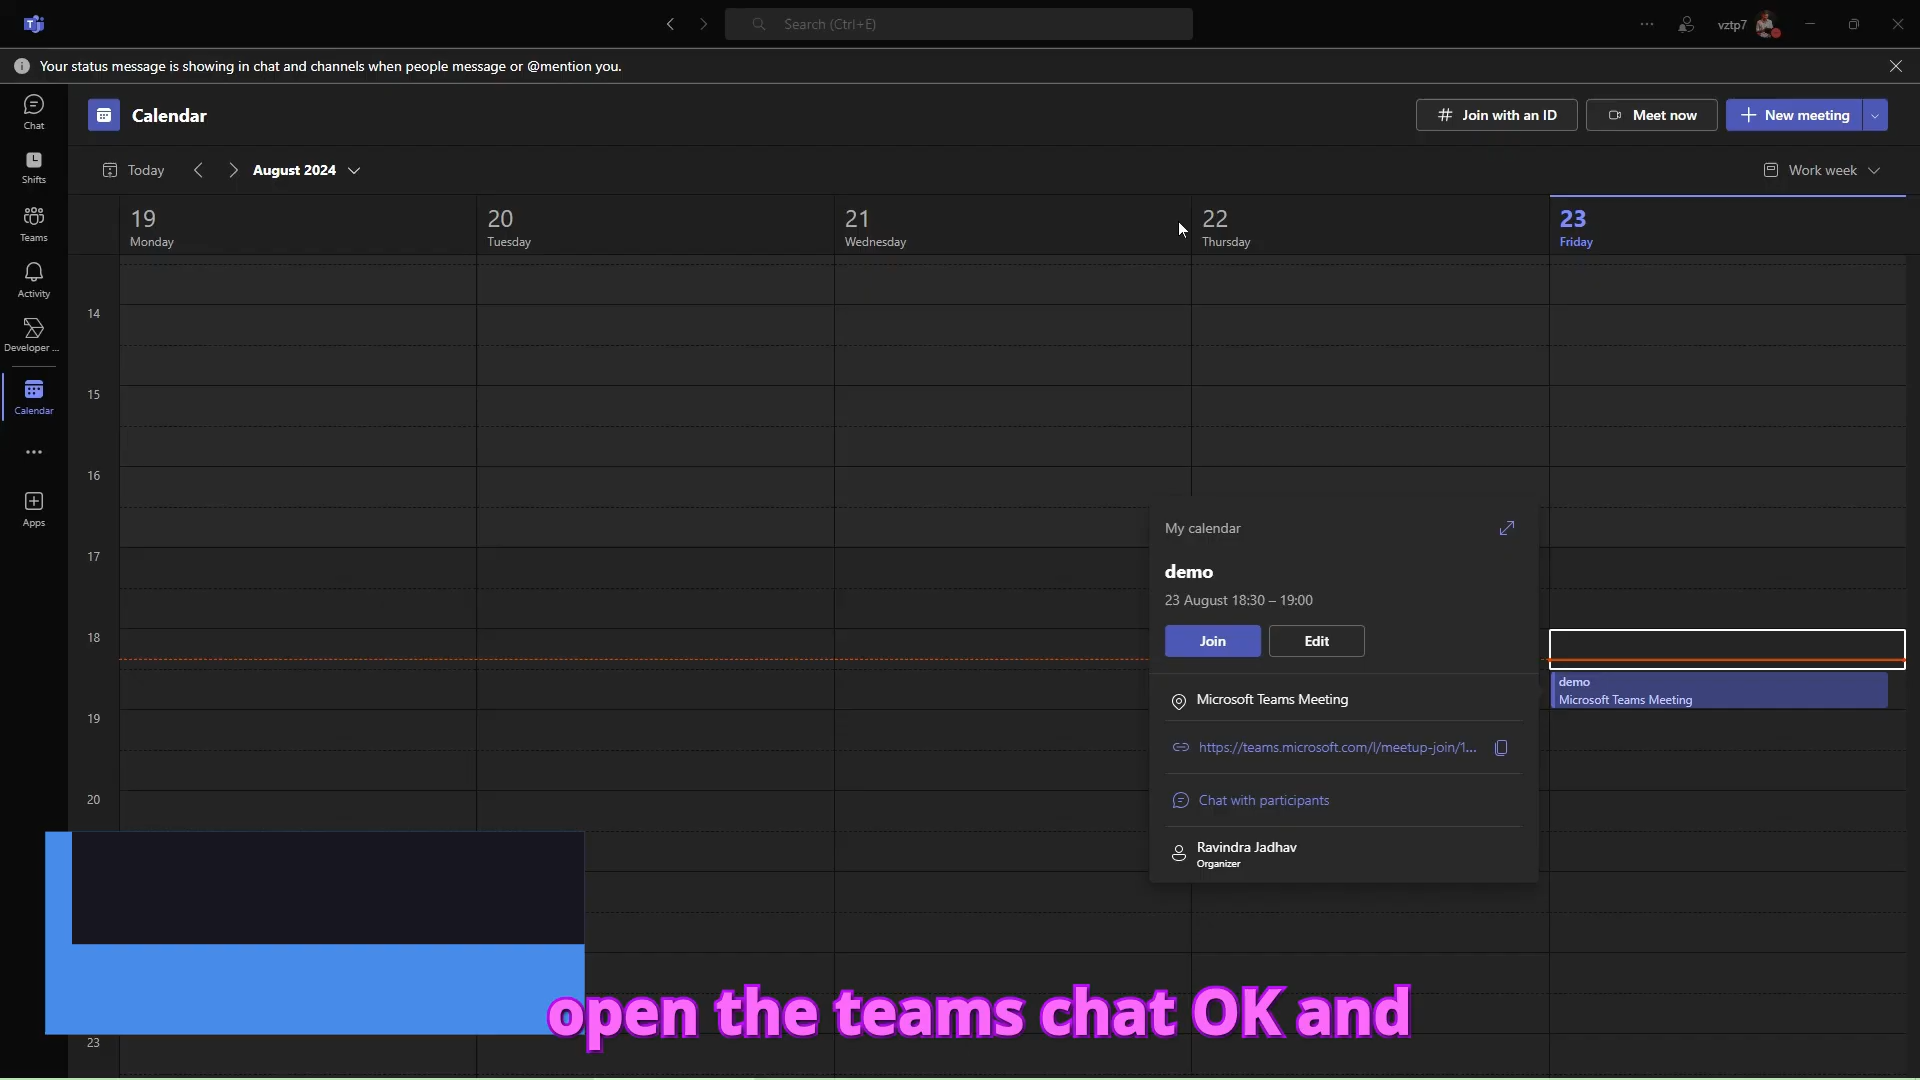 Search (Ctrl+E)
vztp7
Your status message is showing in chat and channels when people message or @mention you.
Chat
Shifts
Teams
Activity
Developer ...
Calendar
Apps
Calendar
Join with an ID
Meet now
New meeting
Today
August 2024
Work week
19
Monday
20
Tuesday
21
Wednesday
22
Thursday
23
Friday
14
15
16
17
18
19
20
23
My calendar
demo
23 August 18:30 – 19:00
Join
Edit
Microsoft Teams Meeting
https://teams.microsoft.com/l/meetup-join/1...
Chat with participants
Ravindra Jadhav
Organizer
demo
Microsoft Teams Meeting
open the teams chat OK and